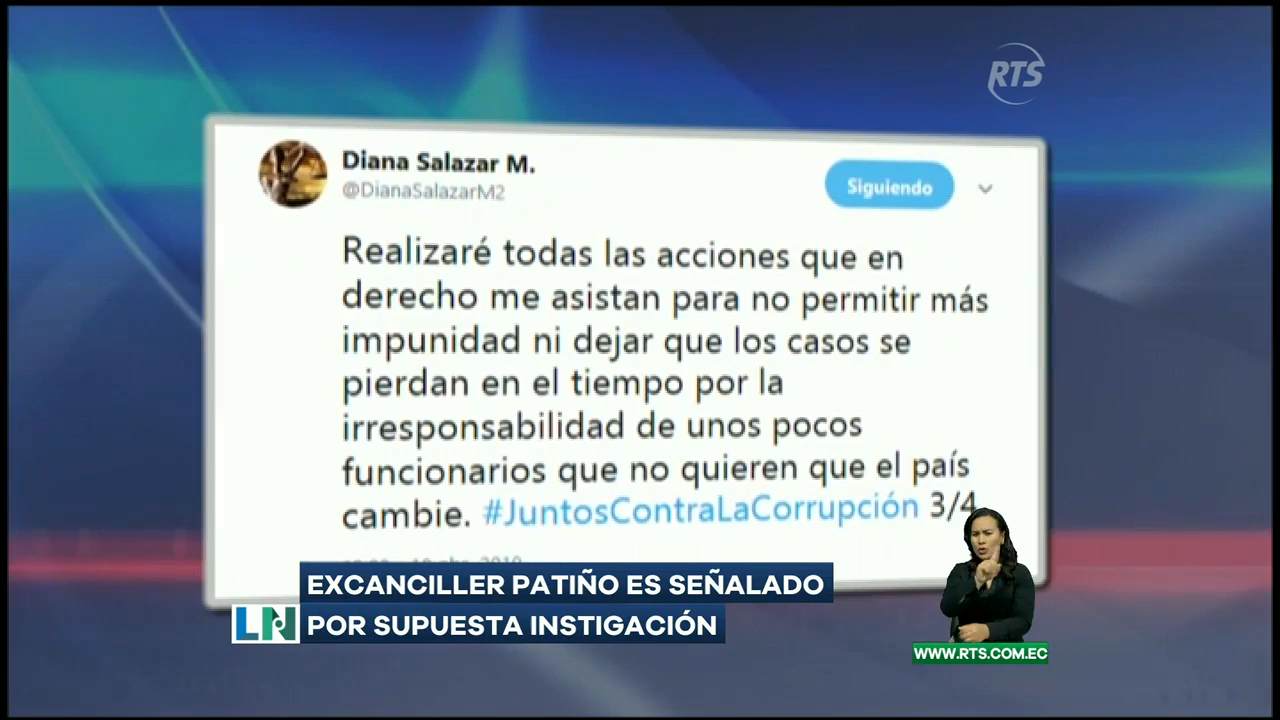 RTS
Diana Salazar M.
@DianaSalazarM2
Siguiendo
Realizaré todas las acciones que en
derecho me asistan para no permitir más
impunidad ni dejar que los casos se
pierdan en el tiempo por la
irresponsabilidad de unos pocos
funcionarios que no quieren que el país
cambie. #JuntosContraLaCorrupción 3/4
EXCANCILLER PATIÑO ES SEÑALADO
LN POR SUPUESTA INSTIGACIÓN
WWW.RTS.COM.EC